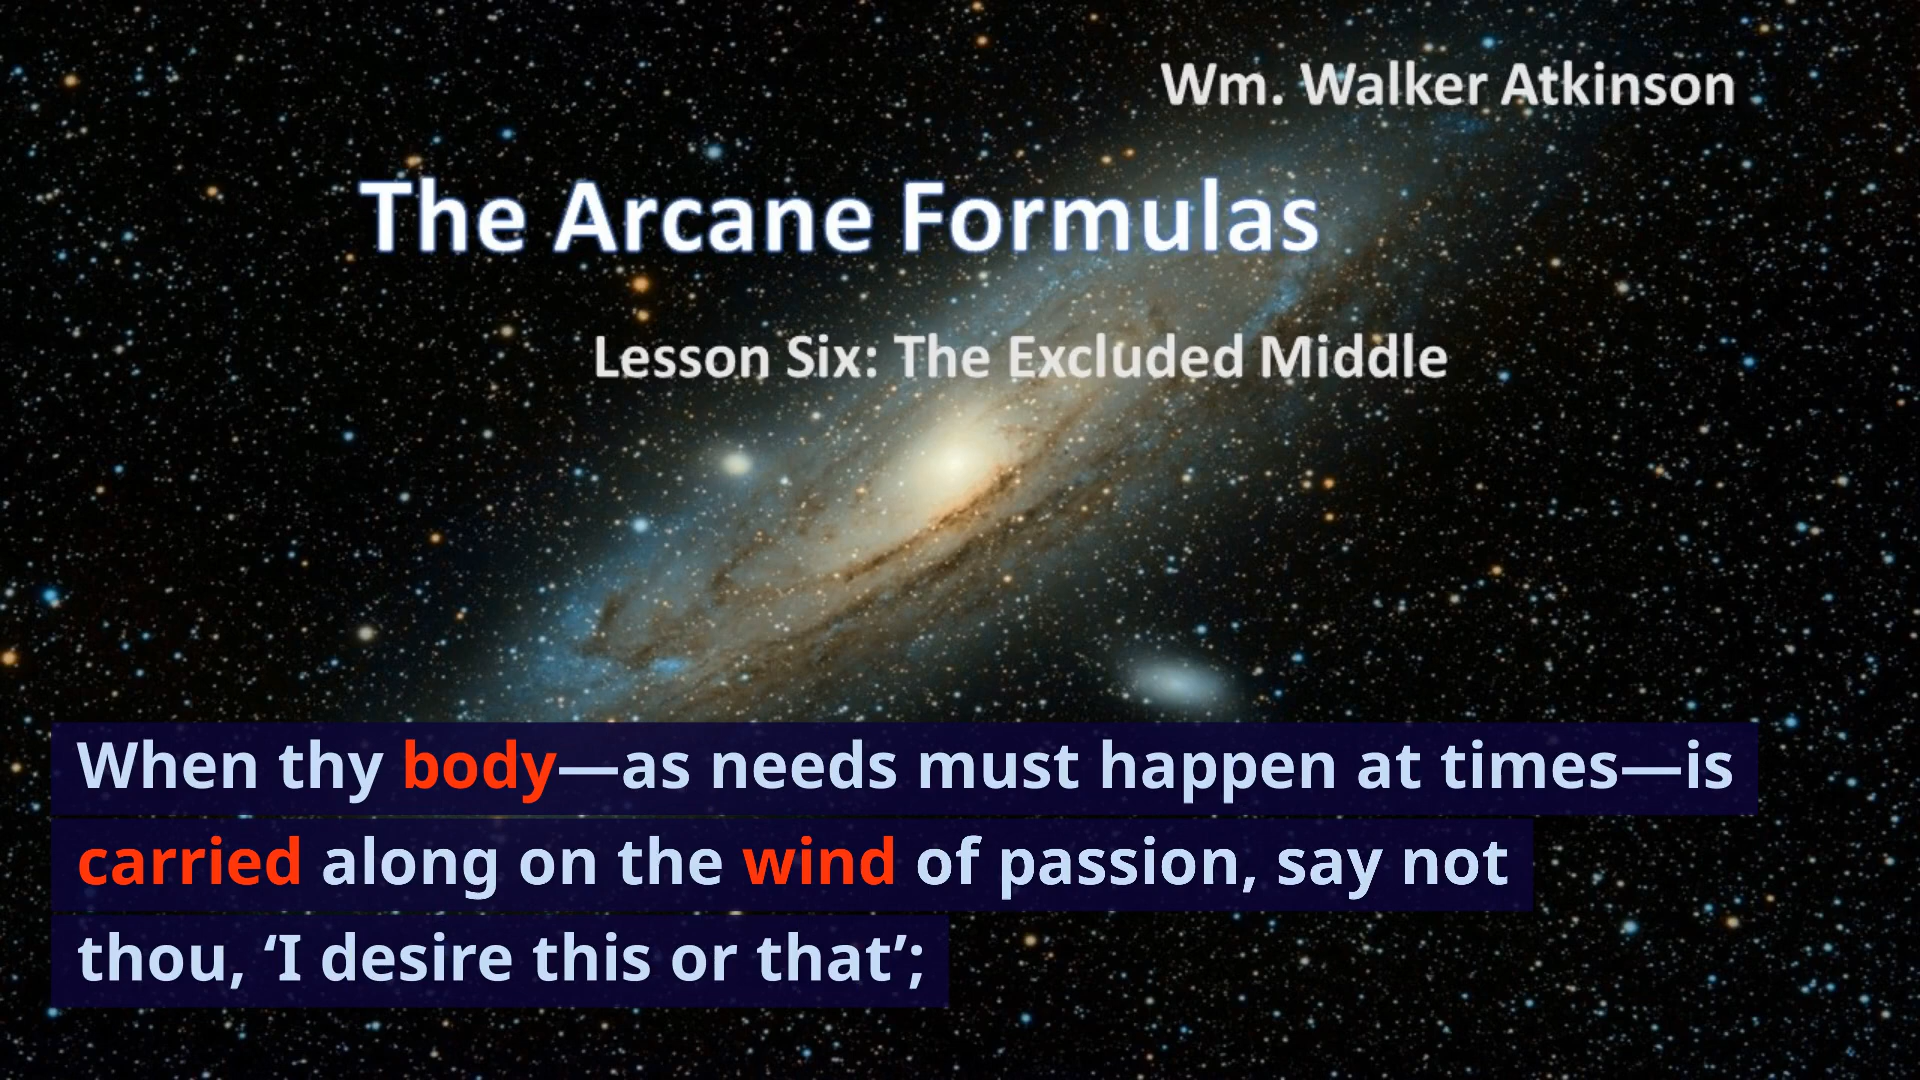 Wm. Walker Atkinson
The Arcane Formulas
Lesson Six: The Excluded Middle
When thy body—as needs must happen at times—is
carried along on the wind of passion, say not
thou, ‘I desire this or that’;